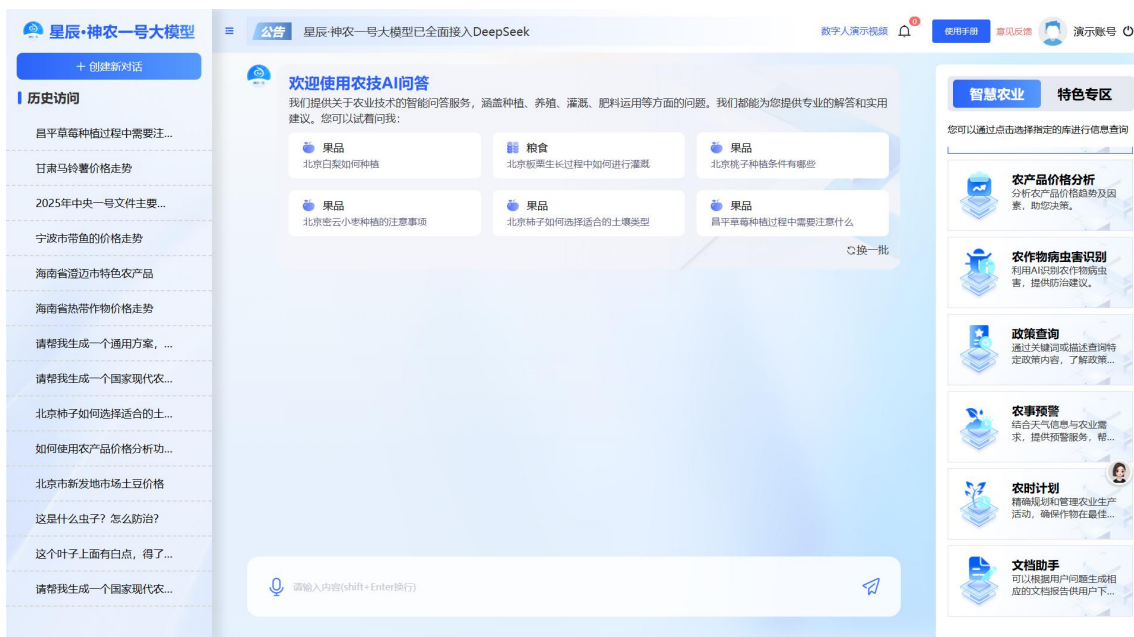 星辰·神农一号大模型
+ 创建新对话
历史访问
昌平草莓种植过程中需要注...
甘肃马铃薯价格走势
2025年中央一号文件主要...
宁波市带鱼的价格走势
海南省澄迈市特色农产品
海南省热带作物价格走势
请帮我生成一个通用方案，...
请帮我生成一个国家现代农...
北京柿子如何选择适合的土...
如何使用农产品价格分析功...
北京市新发地市场土豆价格
这是什么虫子？怎么防治？
这个叶子上面有白点，得了...
请帮我生成一个国家现代农...
公告 星辰·神农一号大模型已全面接入DeepSeek
数字人演示视频 0 使用手册 意见反馈 演示账号
欢迎使用农技AI问答
我们提供关于农业技术的智能问答服务，涵盖种植、养殖、灌溉、肥料运用等方面的问题。我们都能为您提供专业的解答和实用
建议。您可以试着问我：
果品
北京白梨如何种植
粮食
北京板栗生长过程中如何进行灌溉
果品
北京桃子种植条件有哪些
果品
北京密云小枣种植的注意事项
果品
北京柿子如何选择适合的土壤类型
果品
昌平草莓种植过程中需要注意什么
换一批
请输入内容(shift+Enter换行)
智慧农业 特色专区
您可以通过点击选择指定的库进行信息查询
农产品价格分析
分析农产品价格趋势及因
素，助您决策。
农作物病虫害识别
利用AI识别农作物病虫
害，提供防治建议。
政策查询
通过关键词或描述查询特
定政策内容，了解政策...
农事预警
结合天气信息与农业需
求，提供预警服务，帮...
农时计划
精确规划和管理农业生产
活动，确保作物在最佳...
文档助手
可以根据用户问题生成相
应的文档报告供用户下...